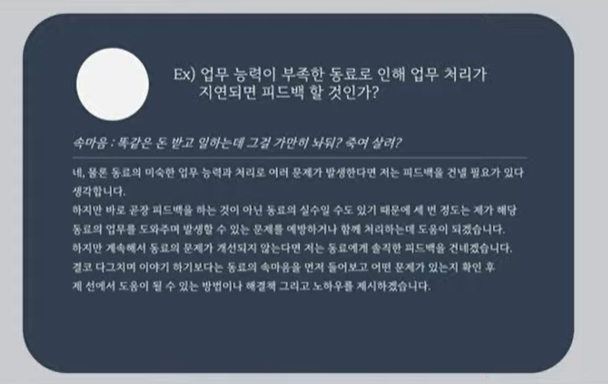 Ex) 업무 능력이 부족한 동료로 인해 업무 처리가
지연되면 피드백 할 것인가?
속마음 : 똑같은 돈 받고 일하는데 그걸 가만히 놔둬? 죽여 살려?
네, 물론 동료의 미숙한 업무 능력과 처리로 여러 문제가 발생한다면 저는 피드백을 건넬 필요가 있다
생각합니다.
하지만 바로 곧장 피드백을 하는 것이 아닌 동료의 실수일 수도 있기 때문에 세 번 정도는 제가 해당
동료의 업무를 도와주며 발생할 수 있는 문제를 예방하거나 함께 처리하는데 도움이 되겠습니다.
하지만 계속해서 동료의 문제가 개선되지 않는다면 저는 동료에게 솔직한 피드백을 건네겠습니다.
결코 다그치며 이야기 하기보다는 동료의 속마음을 먼저 들어보고 어떤 문제가 있는지 확인 후
제 선에서 도움이 될 수 있는 방법이나 해결책 그리고 노하우를 제시하겠습니다.